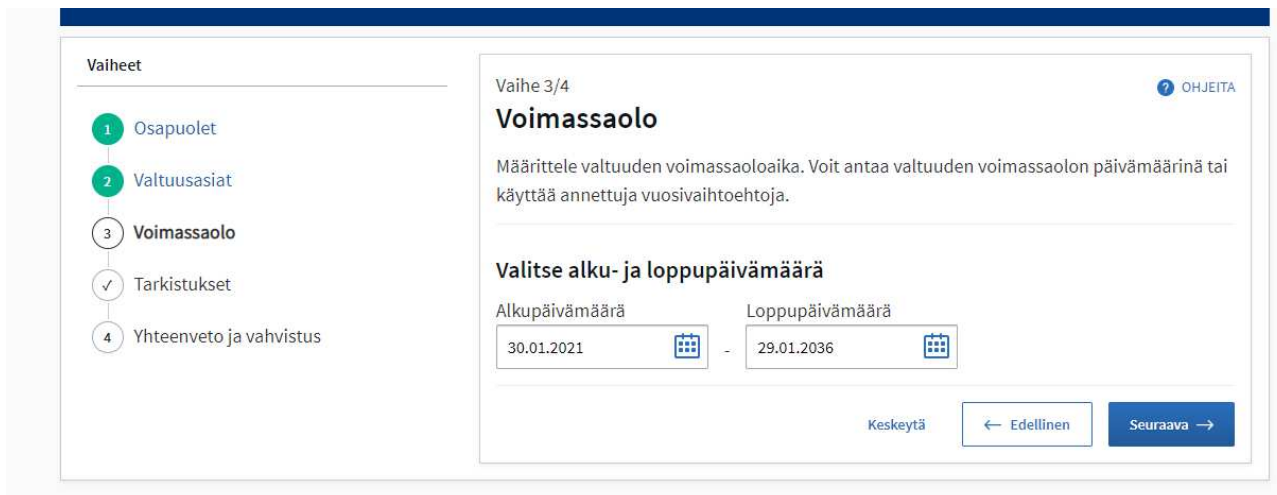 Vaiheet
1 Osapuolet
2 Valtuusasiat
3 Voimassaolo
✓ Tarkistukset
4 Yhteenveto ja vahvistus
Vaihe 3/4
? OHJEITA
Voimassaolo
Määrittele valtuuden voimassaoloaika. Voit antaa valtuuden voimassaolon päivämäärinä tai
käyttää annettuja vuosivaihtoehtoja.
Valitse alku- ja loppupäivämäärä
Alkupäivämäärä Loppupäivämäärä
30.01.2021 - 29.01.2036
Keskeytä ← Edellinen Seuraava →